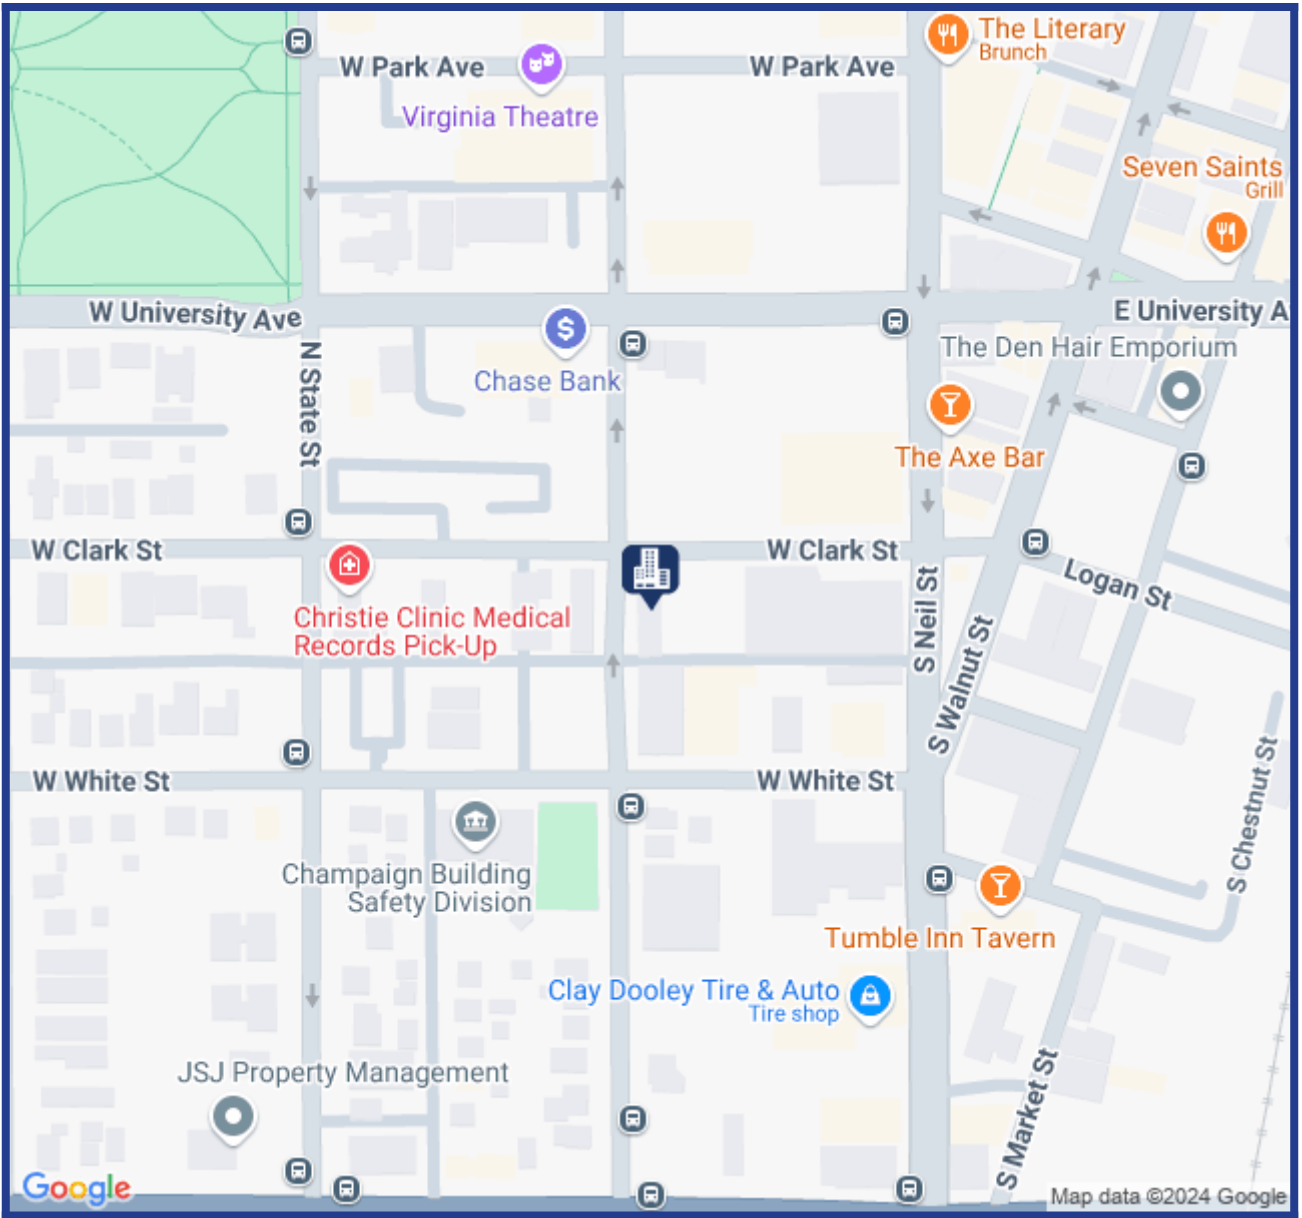 The Literary
Brunch
W Park Ave
W Park Ave
Virginia Theatre
Seven Saints
Grill
W University Ave
E University A
The Den Hair Emporium
N State St
Chase Bank
The Axe Bar
W Clark St
W Clark St
Logan St
Christie Clinic Medical
Records Pick-Up
S Neil St
S Walnut St
W White St
W White St
S Chestnut St
Champaign Building
Safety Division
Tumble Inn Tavern
Clay Dooley Tire & Auto
Tire shop
JSJ Property Management
S Market St
Google
Map data ©2024 Google